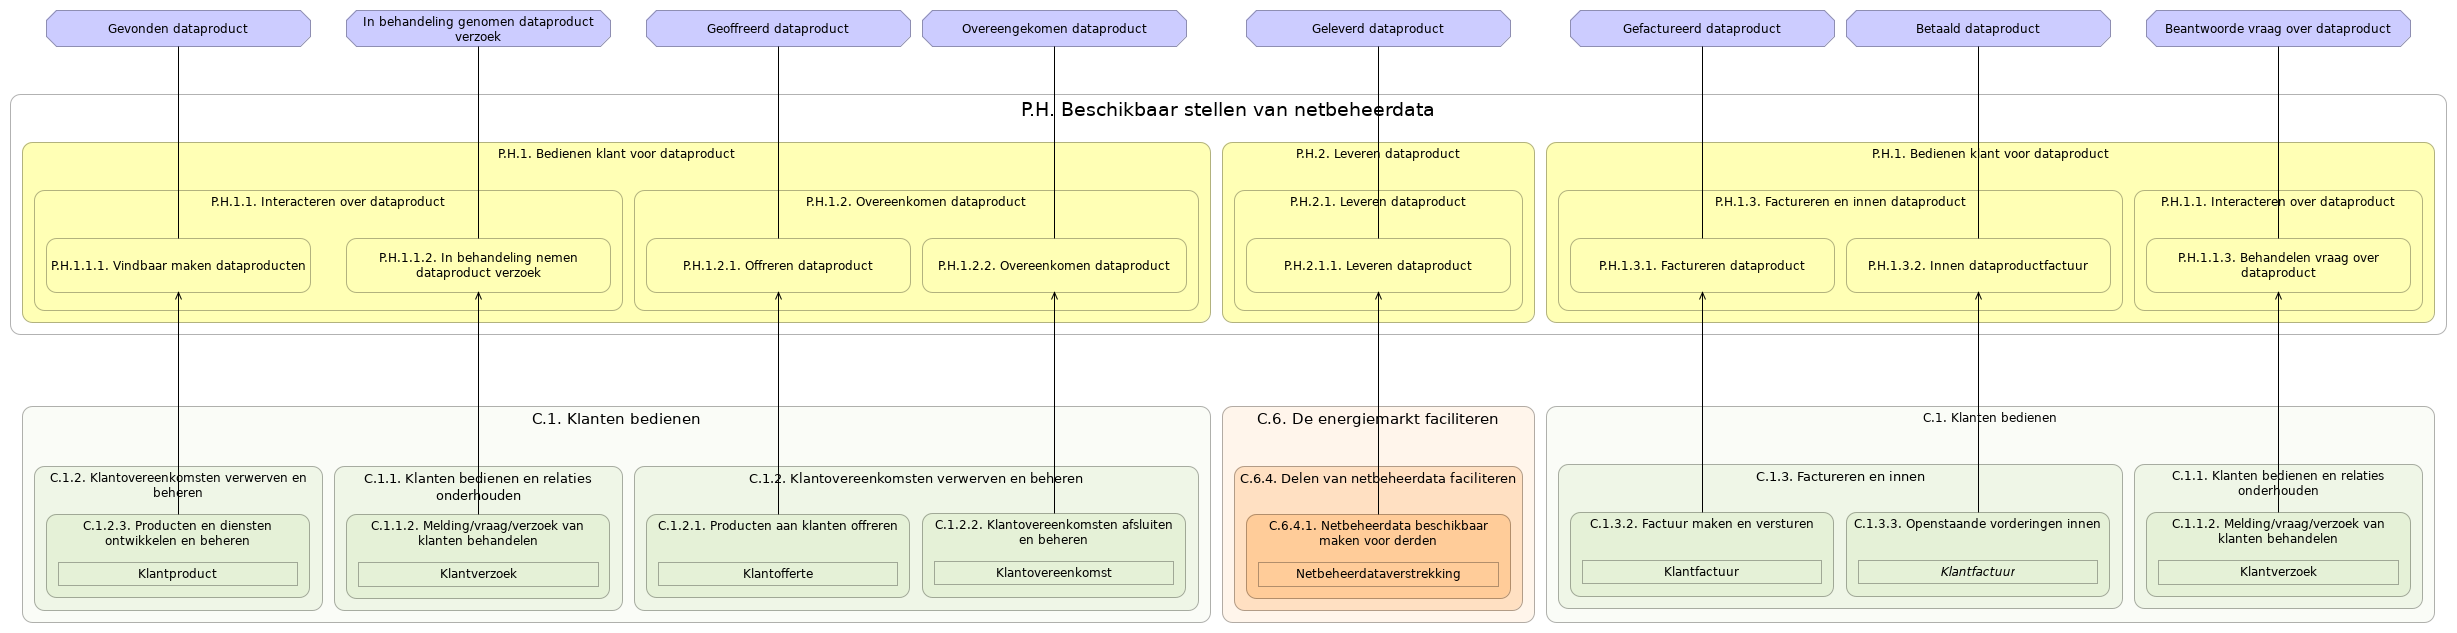 Gevonden dataproduct
In behandeling genomen dataproduct
verzoek
Geoffreerd dataproduct
Overeengekomen dataproduct
Geleverd dataproduct
Gefactureerd dataproduct
Betaald dataproduct
Beantwoorde vraag over dataproduct
P.H. Beschikbaar stellen van netbeheerdata
P.H.1. Bedienen klant voor dataproduct
P.H.2. Leveren dataproduct
P.H.1. Bedienen klant voor dataproduct
P.H.1.1. Interacteren over dataproduct
P.H.1.2. Overeenkomen dataproduct
P.H.2.1. Leveren dataproduct
P.H.1.3. Factureren en innen dataproduct
P.H.1.1. Interacteren over dataproduct
P.H.1.1.1. Vindbaar maken dataproducten
P.H.1.1.2. In behandeling nemen
dataproduct verzoek
P.H.1.2.1. Offreren dataproduct
P.H.1.2.2. Overeenkomen dataproduct
P.H.2.1.1. Leveren dataproduct
P.H.1.3.1. Factureren dataproduct
P.H.1.3.2. Innen dataproductfactuur
P.H.1.1.3. Behandelen vraag over
dataproduct
C.1. Klanten bedienen
C.6. De energiemarkt faciliteren
C.1. Klanten bedienen
C.1.2. Klantovereenkomsten verwerven en
beheren
C.1.1. Klanten bedienen en relaties
onderhouden
C.1.2. Klantovereenkomsten verwerven en beheren
C.6.4. Delen van netbeheerdata faciliteren
C.1.3. Factureren en innen
C.1.1. Klanten bedienen en relaties
onderhouden
C.1.2.3. Producten en diensten
ontwikkelen en beheren
Klantproduct
C.1.1.2. Melding/vraag/verzoek van
klanten behandelen
Klantverzoek
C.1.2.1. Producten aan klanten offreren
Klantofferte
C.1.2.2. Klantovereenkomsten afsluiten
en beheren
Klantovereenkomst
C.6.4.1. Netbeheerdata beschikbaar
maken voor derden
Netbeheerdataverstrekking
C.1.3.2. Factuur maken en versturen
Klantfactuur
C.1.3.3. Openstaande vorderingen innen
Klantfactuur
C.1.1.2. Melding/vraag/verzoek van
klanten behandelen
Klantverzoek